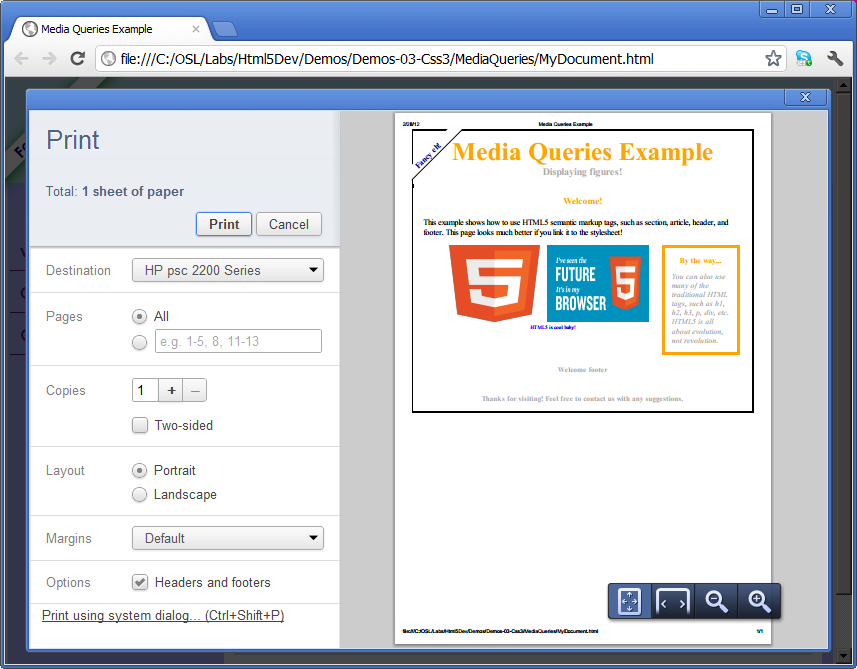 Media Queries Example
file:///C:/OSL/Labs/Html5Dev/Demos/Demos-03-Css3/MediaQueries/MyDocument.html
Print
Total: 1 sheet of paper
Print
Cancel
Destination
HP psc 2200 Series
Pages
All
e.g. 1-5, 8, 11-13
Copies
1
+
–
Two-sided
Layout
Portrait
Landscape
Margins
Default
Options
Headers and footers
Print using system dialog... (Ctrl+Shift+P)
2/28/12
Media Queries Example
Media Queries Example
Displaying figures!
Welcome!
This example shows how to use HTML5 semantic markup tags, such as section, article, header, and
footer. This page looks much better if you link it to the stylesheet!
5
I've seen the
FUTURE
It's in my
BROWSER
5
HTML5 is cool baby!
By the way...
You can also use
many of the
traditional HTML
tags, such as h1,
h2, h3, p, div, etc.
HTML5 is all
about evolution,
not revolution.
Welcome footer
Thanks for visiting! Feel free to contact us with any suggestions.
file:///C:/OSL/Labs/Html5Dev/Demos/Demos-03-Css3/MediaQueries/MyDocument.html
1/1